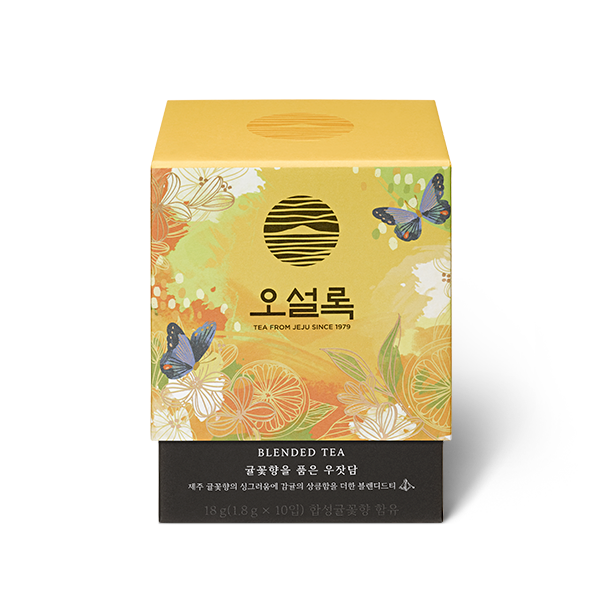 오설록
TEA FROM JEJU SINCE 1979
BLENDED TEA
귤꽃향을 품은 우잣담
제주 귤꽃향의 싱그러움에 감귤의 상큼함을 더한 블렌디드티
18 g(1.8 g × 10입) 합성귤꽃향 함유